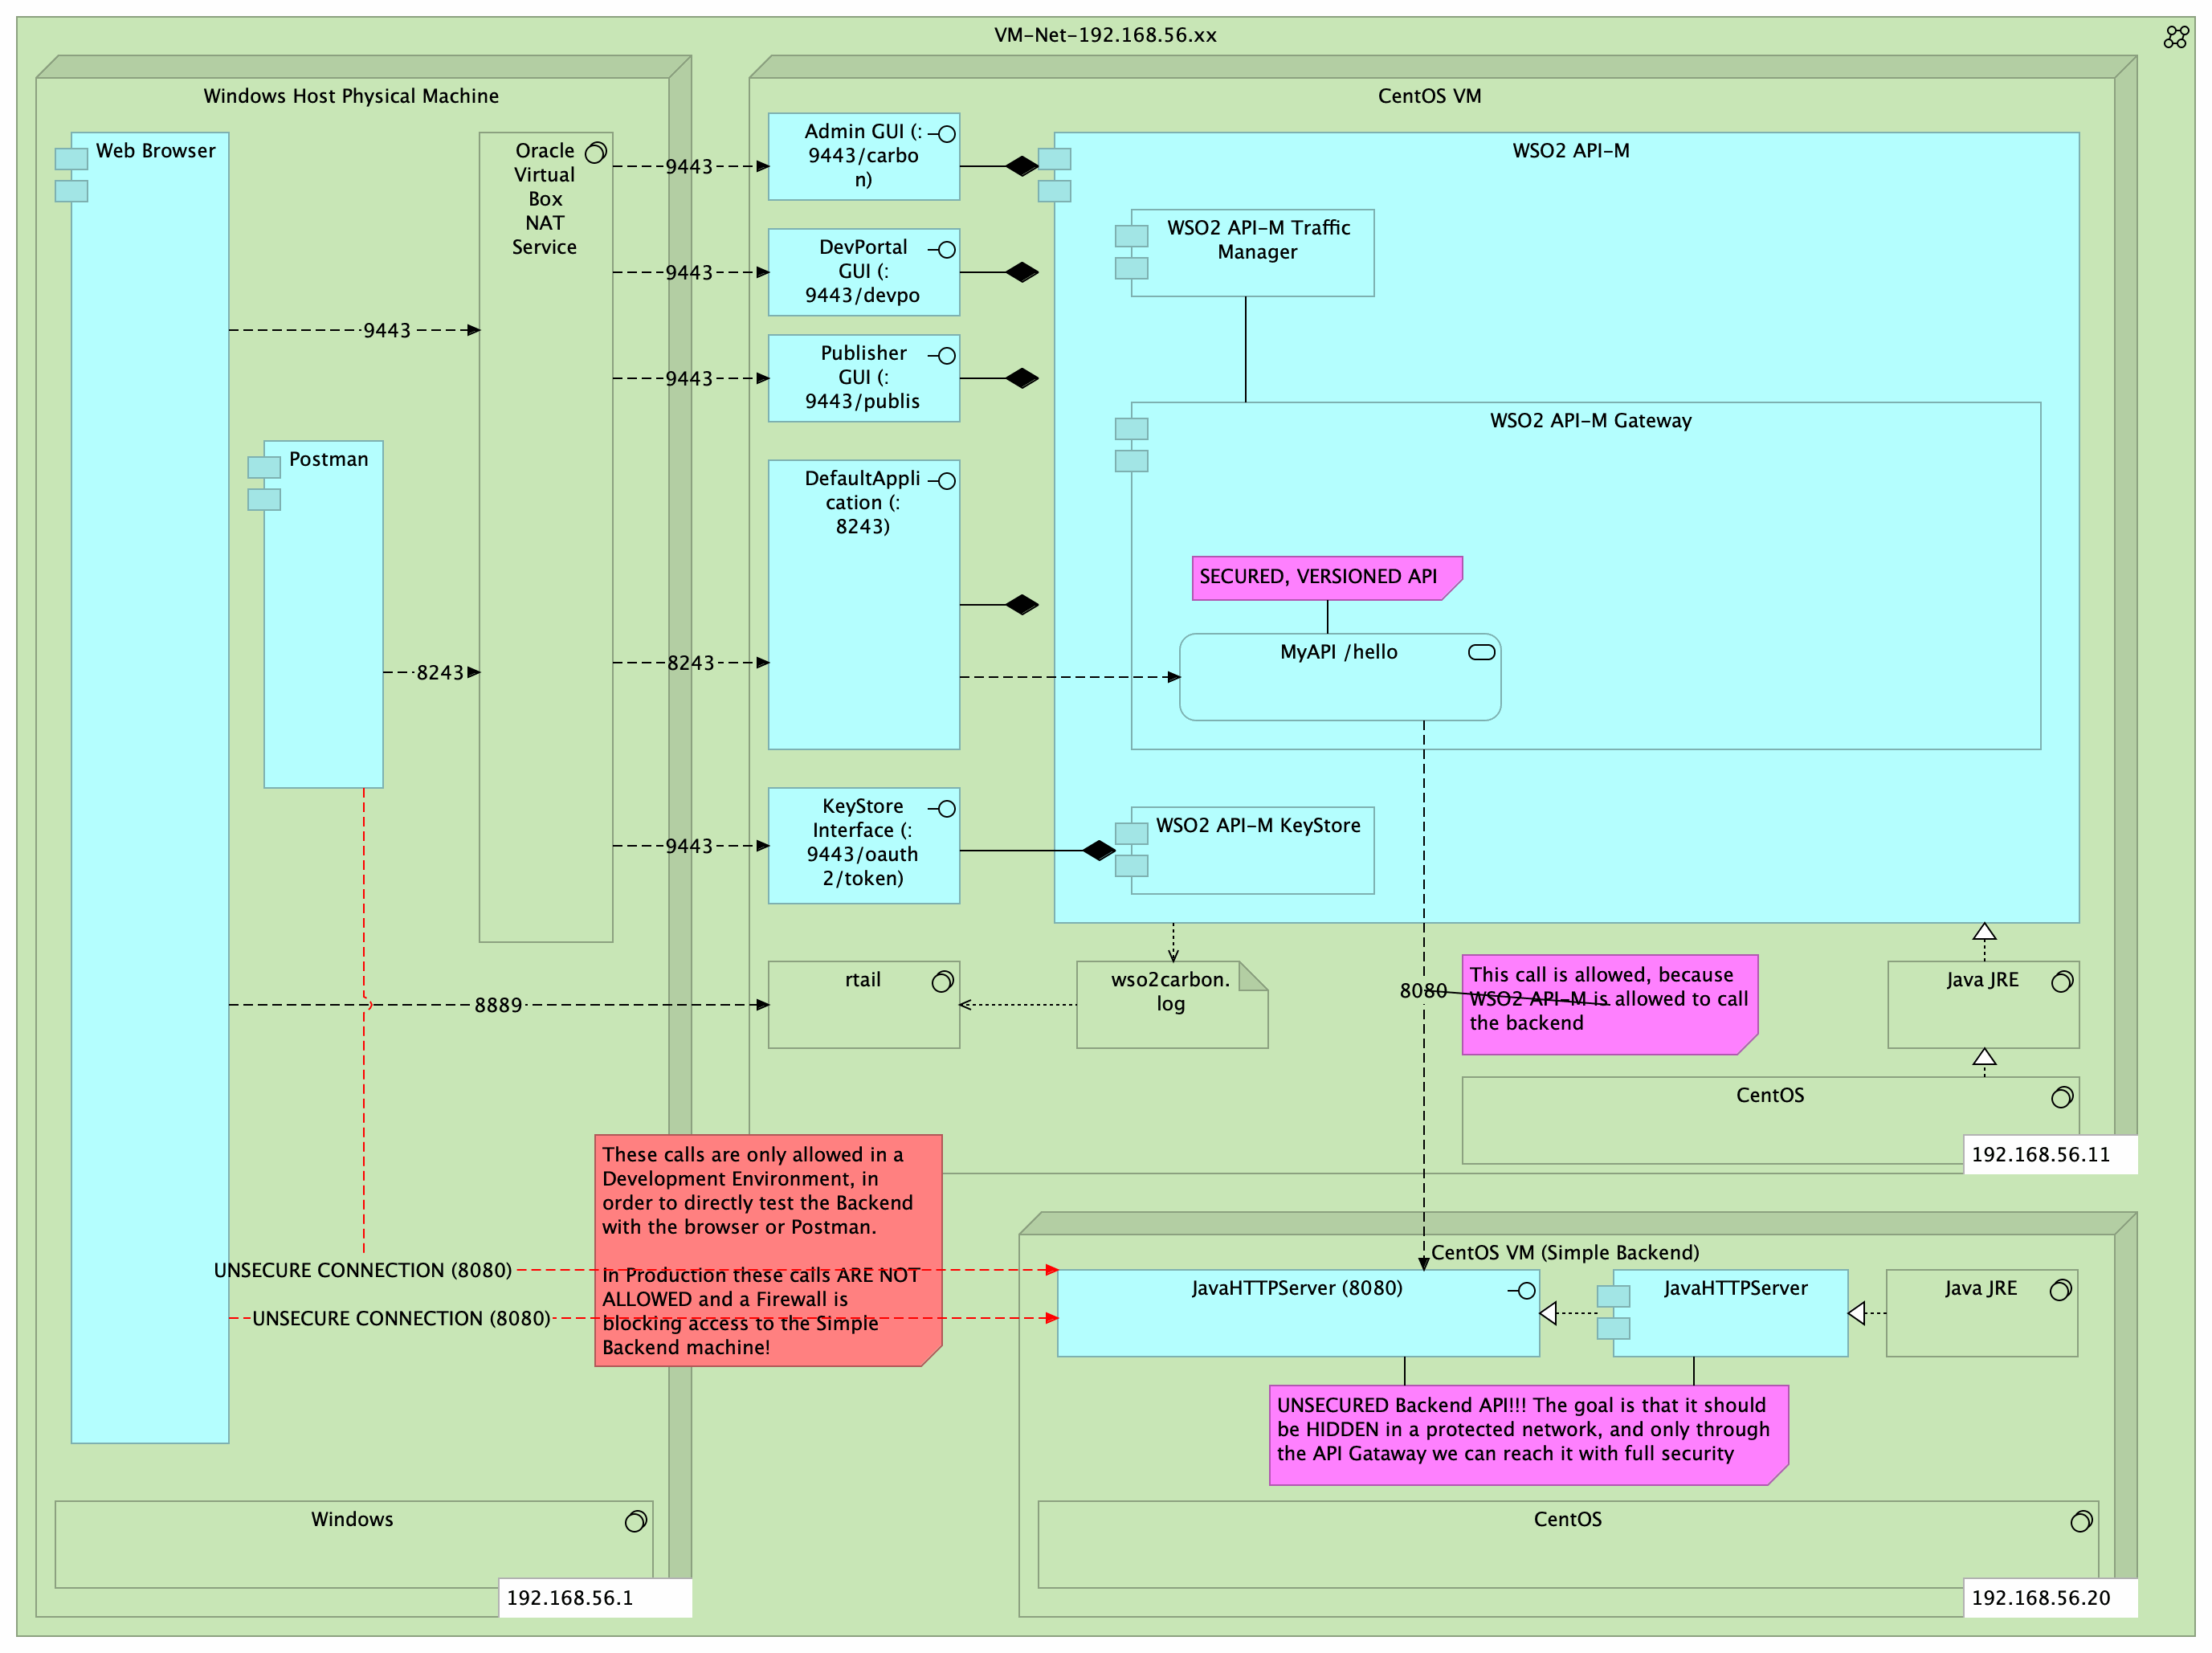 VM-Net-192.168.56.xx
Windows Host Physical Machine
Web Browser
Oracle
Virtual
Box
NAT
Service
Postman
9443
8243
9443
9443
9443
8243
9443
8889
CentOS VM
Admin GUI (:
9443/carbo
n)
DevPortal
GUI (:
9443/devpo
Publisher
GUI (:
9443/publis
DefaultAppli
cation (:
8243)
KeyStore
Interface (:
9443/oauth
2/token)
WSO2 API-M
WSO2 API-M Traffic
Manager
WSO2 API-M Gateway
SECURED, VERSIONED API
MyAPI /hello
WSO2 API-M KeyStore
rtail
wso2carbon.
log
8080
This call is allowed, because
WSO2 API-M is allowed to call
the backend
Java JRE
CentOS
192.168.56.11
These calls are only allowed in a
Development Environment, in
order to directly test the Backend
with the browser or Postman.
In Production these calls ARE NOT
ALLOWED and a Firewall is
blocking access to the Simple
Backend machine!
UNSECURE CONNECTION (8080)
UNSECURE CONNECTION (8080)
CentOS VM (Simple Backend)
JavaHTTPServer (8080)
JavaHTTPServer
Java JRE
UNSECURED Backend API!!! The goal is that it should
be HIDDEN in a protected network, and only through
the API Gataway we can reach it with full security
Windows
192.168.56.1
CentOS
192.168.56.20